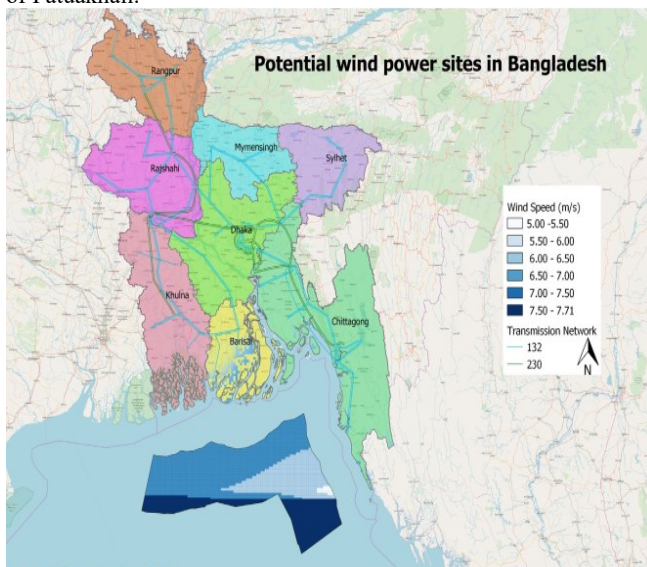 Potential wind power sites in Bangladesh
Rangpur
Rajshahi
Mymensingh
Sylhet
Dhaka
Khulna
Barisal
Chittagong
Wind Speed (m/s)
5.00 -5.50
5.50 - 6.00
6.00 - 6.50
6.50 - 7.00
7.00 - 7.50
7.50 - 7.71
Transmission Network
132
230
N